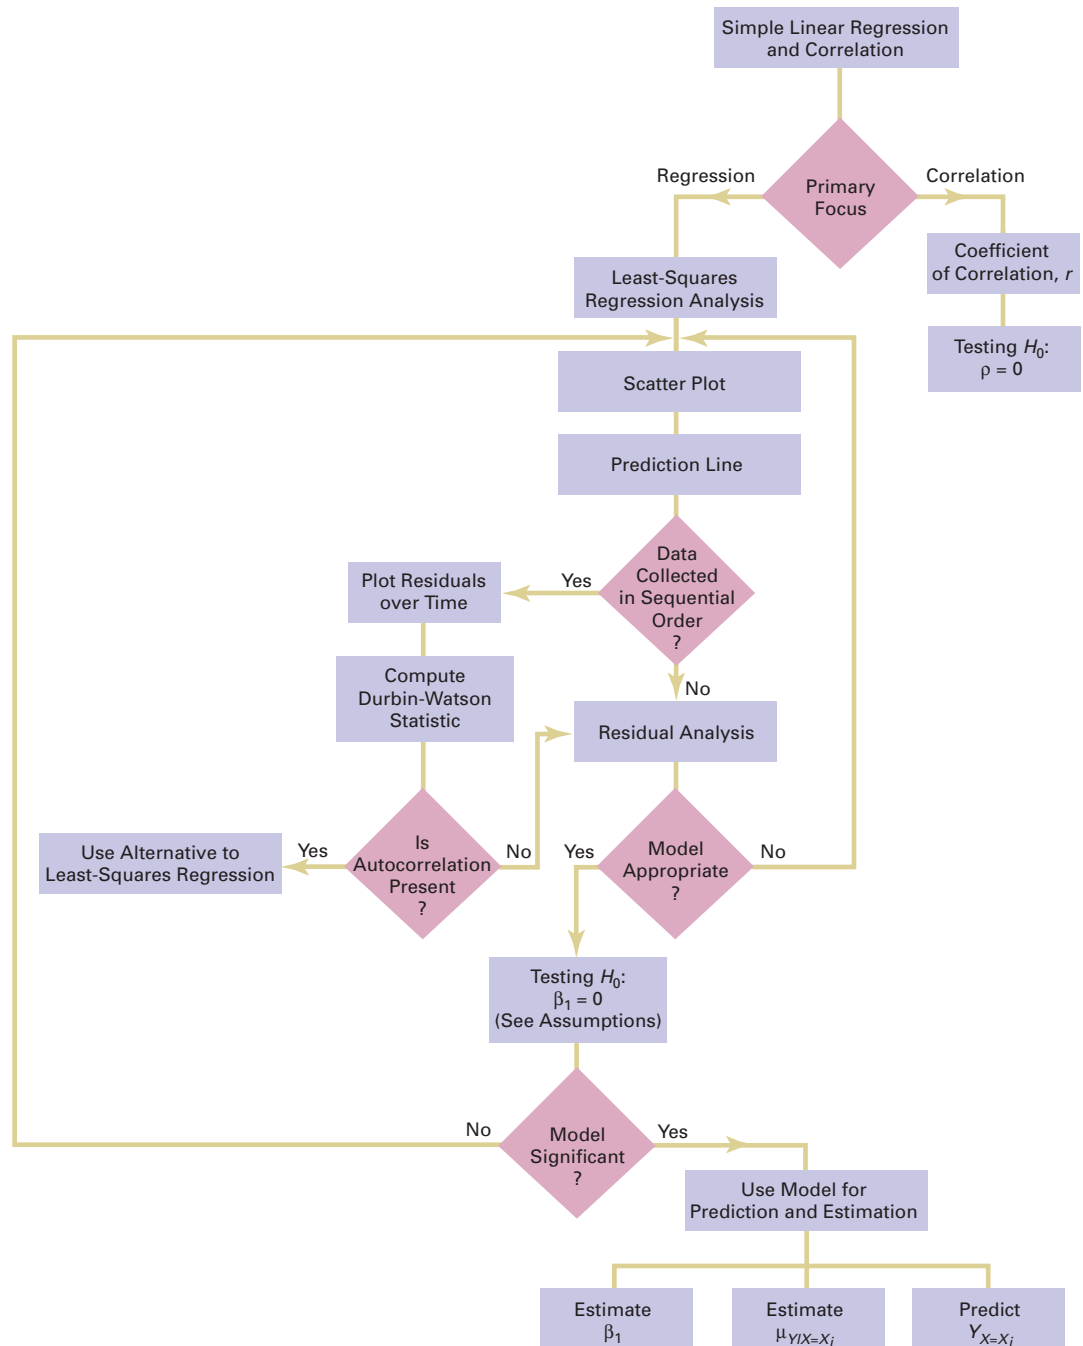 Simple Linear Regression
and Correlation
Regression
Primary
Focus
Correlation
Coefficient
of Correlation, r
Testing H₀:
ρ = 0
Least-Squares
Regression Analysis
Scatter Plot
Prediction Line
Data
Collected
in Sequential
Order
?
Yes
No
Plot Residuals
over Time
Compute
Durbin-Watson
Statistic
Residual Analysis
Is
Autocorrelation
Present
?
Yes
No
Use Alternative to
Least-Squares Regression
Model
Appropriate
?
Yes
No
Testing H₀:
β₁ = 0
(See Assumptions)
Model
Significant
?
No
Yes
Use Model for
Prediction and Estimation
Estimate
β₁
Estimate
μ_Y|X=Xᵢ
Predict
Y_X=Xᵢ